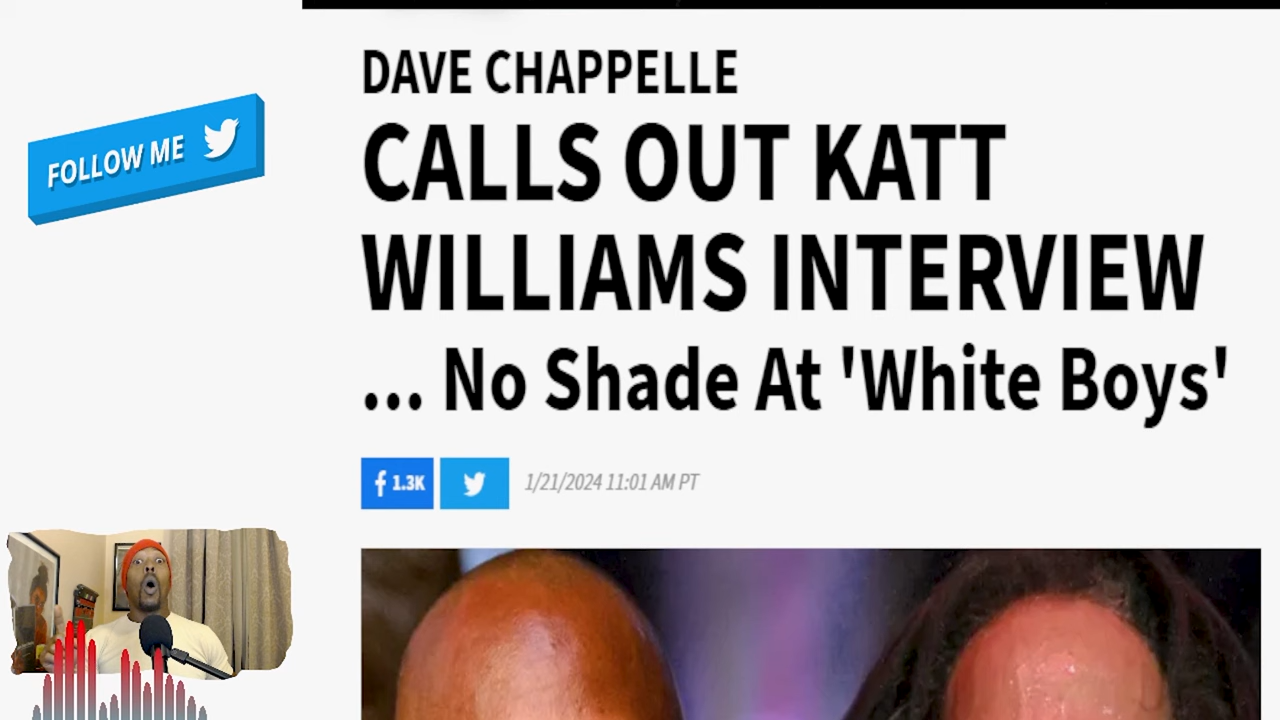 DAVE CHAPPELLE
CALLS OUT KATT
WILLIAMS INTERVIEW
... No Shade At 'White Boys'
FOLLOW ME
1.3K
1/21/2024 11:01 AM PT